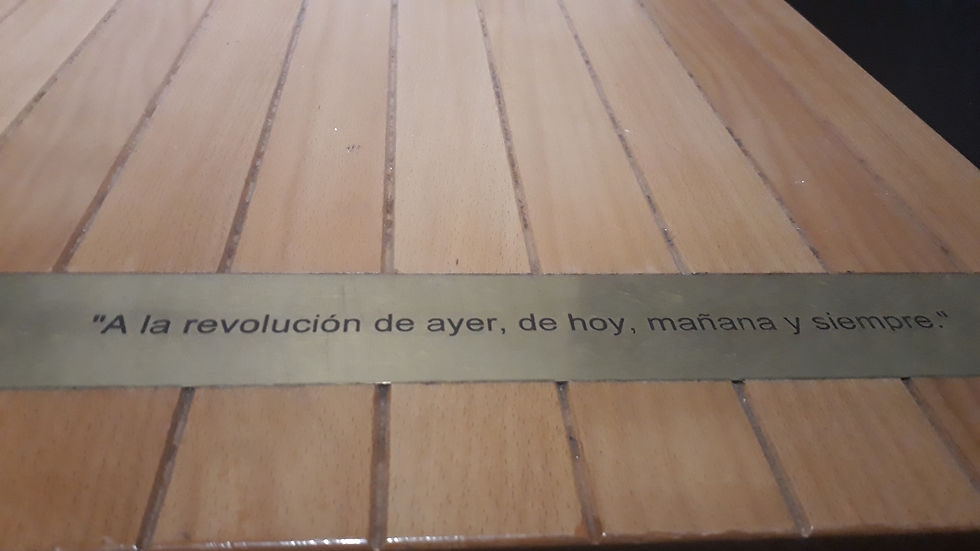 "A la revolución de ayer, de hoy, mañana y siempre."